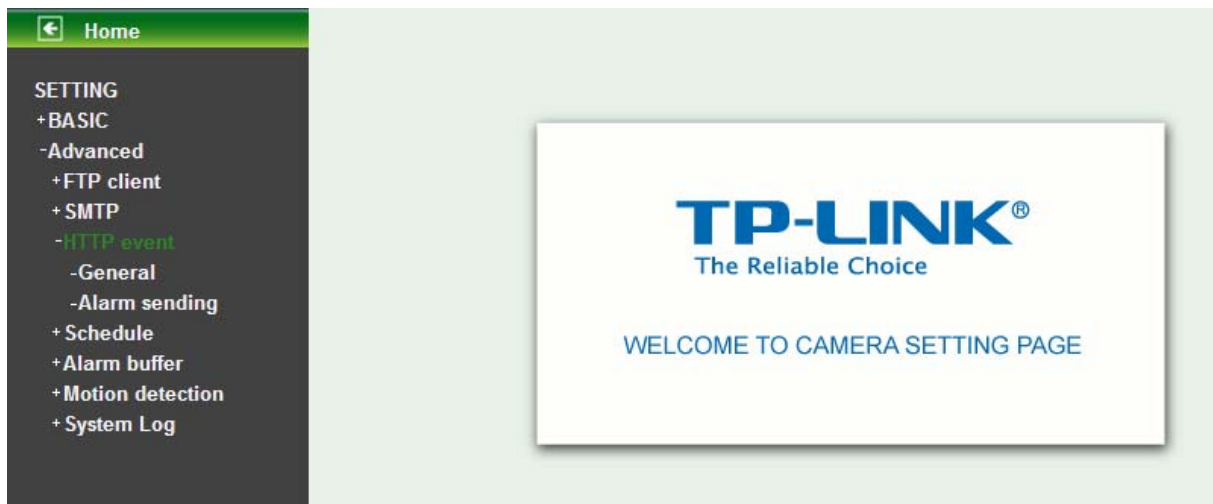 Home
SETTING
+BASIC
-Advanced
+FTP client
+SMTP
-HTTP event
-General
-Alarm sending
+Schedule
+Alarm buffer
+Motion detection
+System Log
TP-LINK®
The Reliable Choice
WELCOME TO CAMERA SETTING PAGE